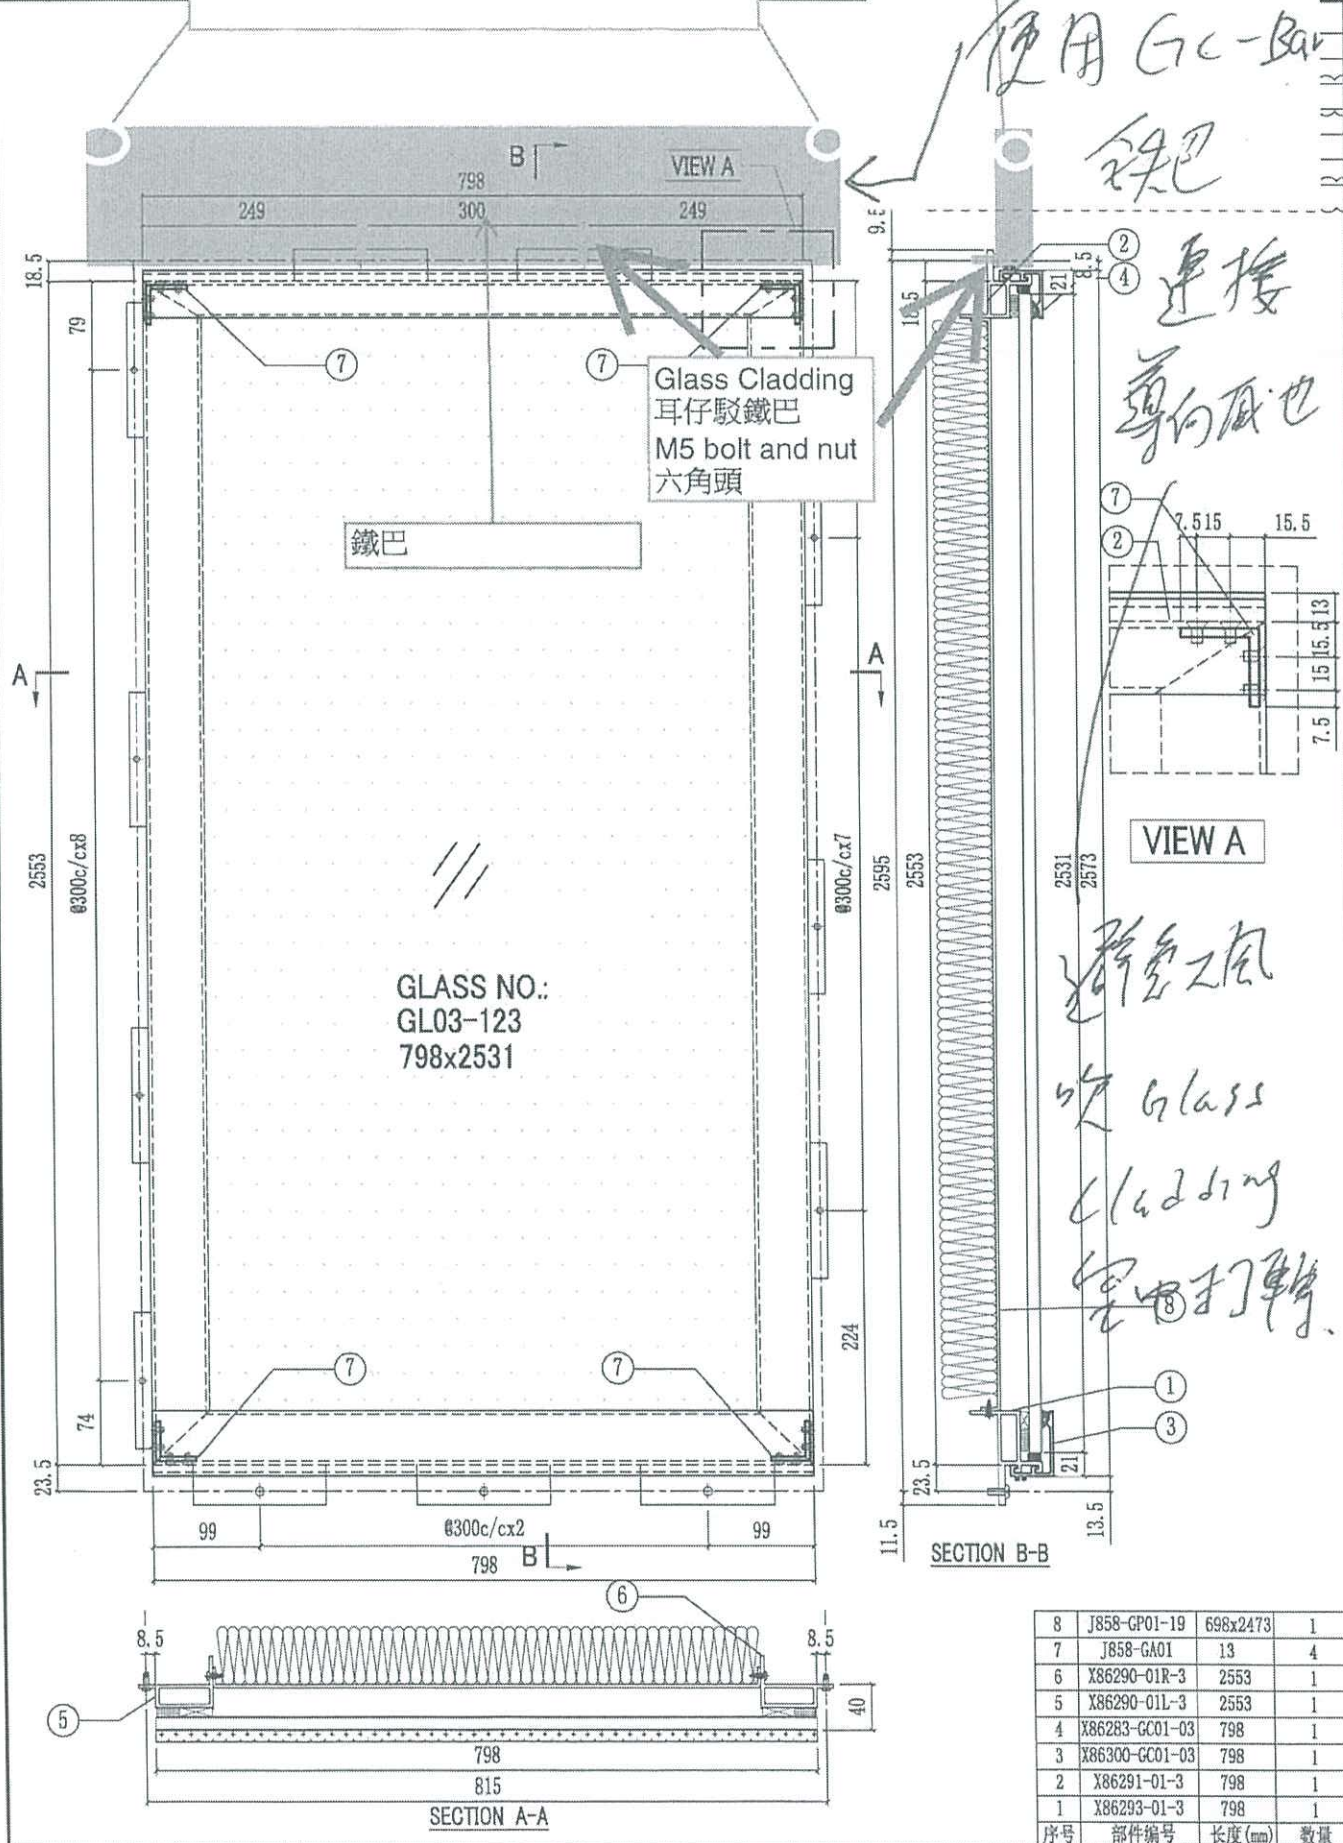 使用 GC-Bar
鉄巴
連接
導向威也
避免大風
吹 Glass
Cladding
空中打轉.
B
VIEW A
798
249
300
249
18.5
79
7
7
Glass Cladding
耳仔駁鐵巴
M5 bolt and nut
六角頭
鐵巴
A
A
2553
@300c/cx8
@300c/cx7
GLASS NO.:
GL03-123
798x2531
7
7
74
23.5
224
99
@300c/cx2
99
798
B
2
4
8.5
21
18.5
2595
2553
2531
2573
8
1
3
21
23.5
11.5
13.5
SECTION B-B
7
2
7.5
15
15.5
13
15.5
15
7.5
VIEW A
6
8.5
8.5
5
40
798
815
SECTION A-A
8 J858-GP01-19 698x2473 1
7 J858-GA01 13 4
6 X86290-01R-3 2553 1
5 X86290-01L-3 2553 1
4 X86283-GC01-03 798 1
3 X86300-GC01-03 798 1
2 X86291-01-3 798 1
1 X86293-01-3 798 1
序号 部件编号 长度(mm) 数量